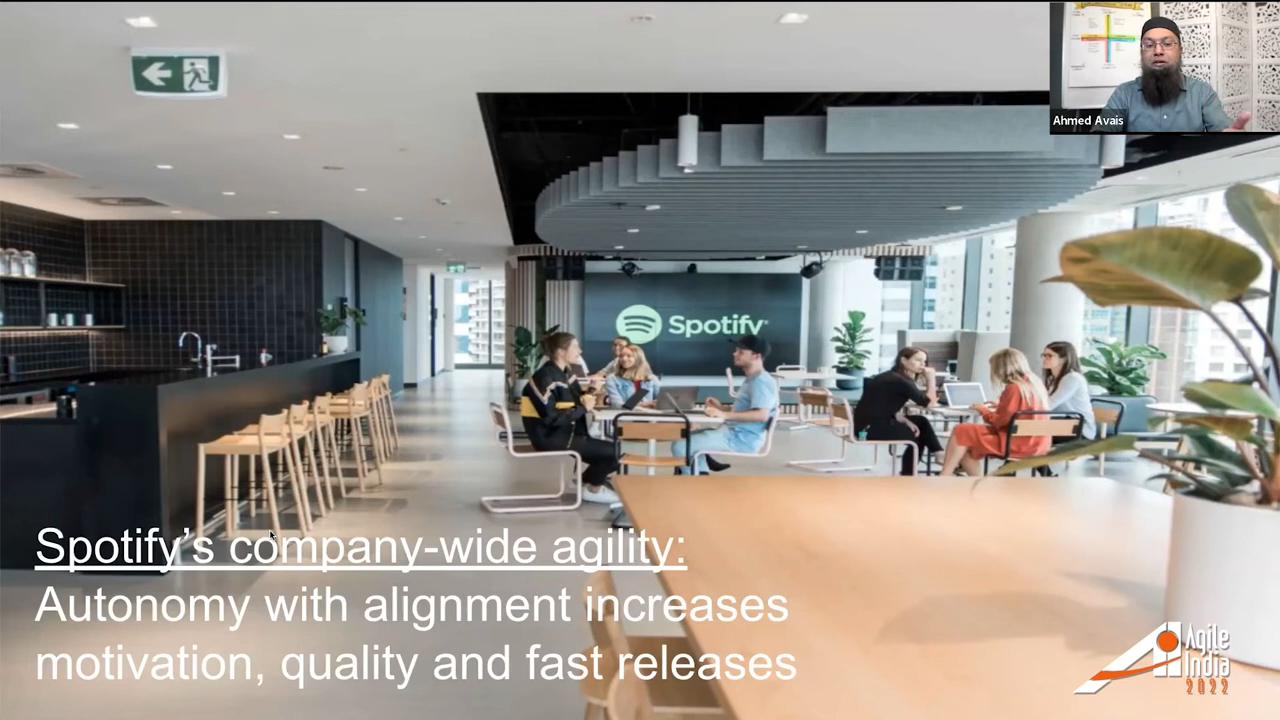 Ahmed Avais
Spotify
Spotify's company-wide agility:
Autonomy with alignment increases
motivation, quality and fast releases
Agile
India
2022